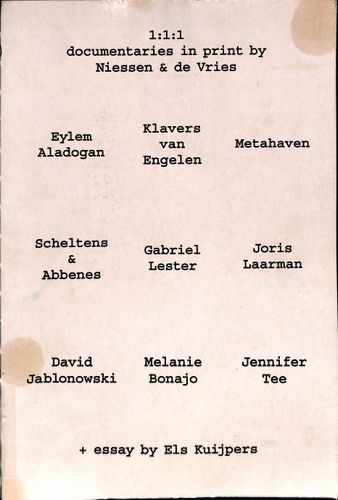 1:1:1
documentaries in print by
Niessen & de Vries
Eylem
Aladogan
Klavers
van
Engelen
Metahaven
Scheltens
&
Abbenes
Gabriel
Lester
Joris
Laarman
David
Jablonowski
Melanie
Bonajo
Jennifer
Tee
+ essay by Els Kuijpers